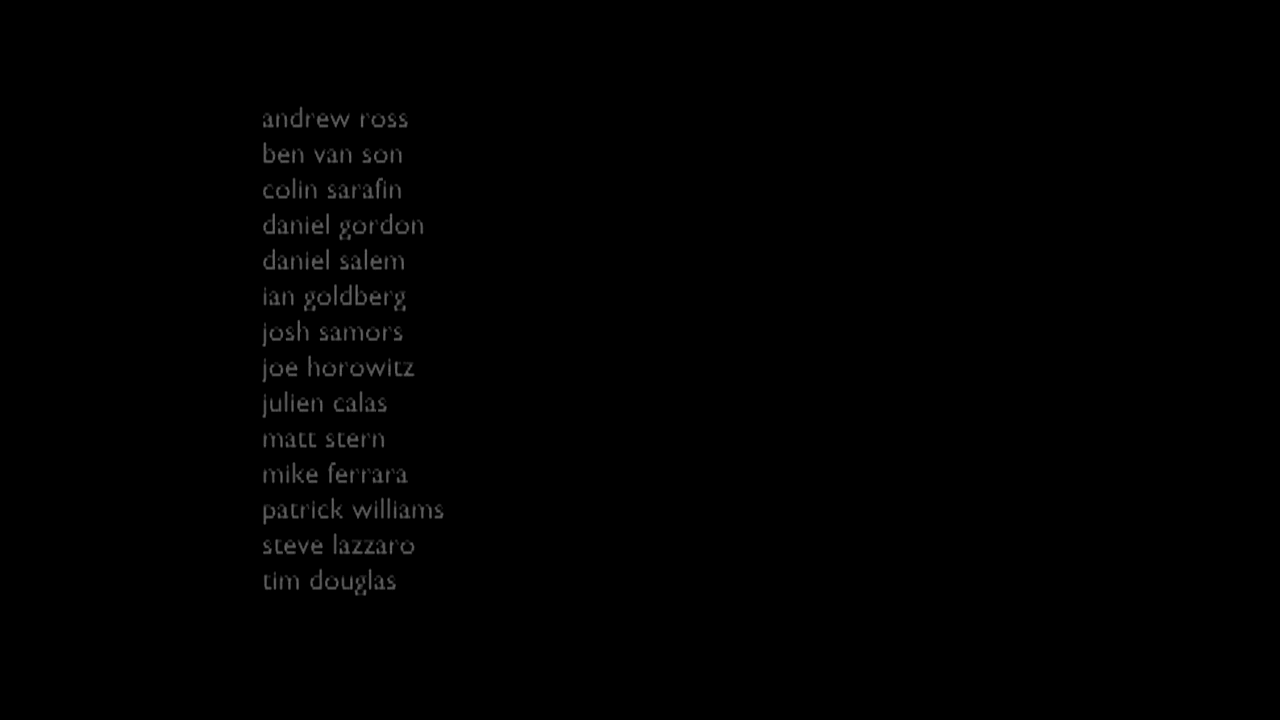 andrew ross
ben van son
colin sarafin
daniel gordon
daniel salem
ian goldberg
josh samors
joe horowitz
julien calas
matt stern
mike ferrara
patrick williams
steve lazzaro
tim douglas